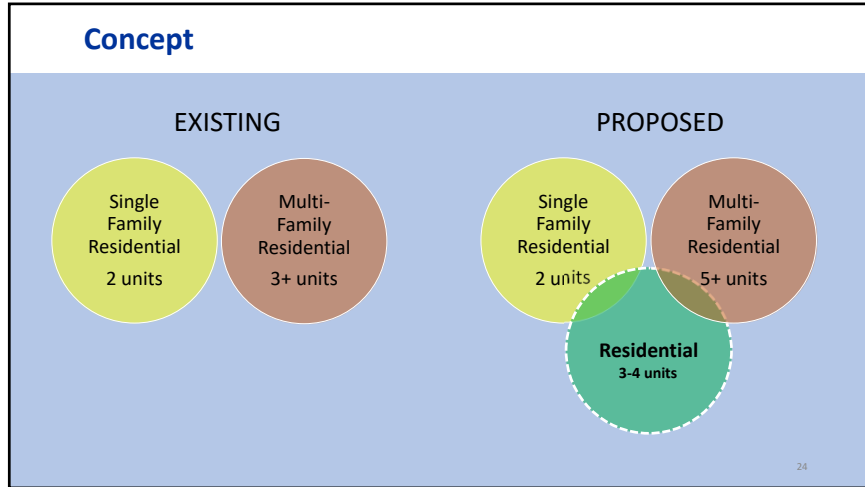 Concept
EXISTING
Single
Family
Residential
2 units
Multi-
Family
Residential
3+ units
PROPOSED
Single
Family
Residential
2 units
Multi-
Family
Residential
5+ units
Residential
3-4 units
24